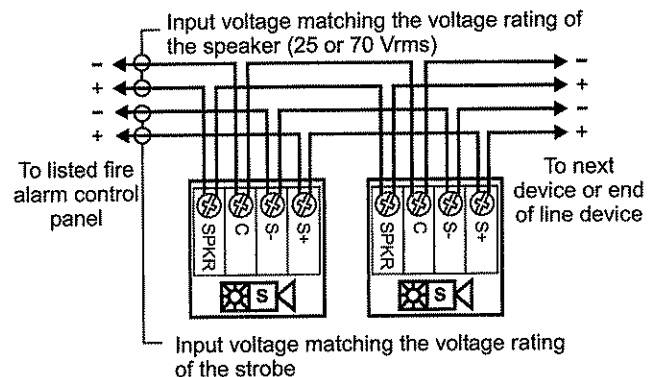 Input voltage matching the voltage rating of
the speaker (25 or 70 Vrms)
- -
+ +
- -
+ +
To listed fire
alarm control
panel
To next
device or end
of line device
SPKR C S- S+
SPKR C S- S+
S
S
Input voltage matching the voltage rating
of the strobe